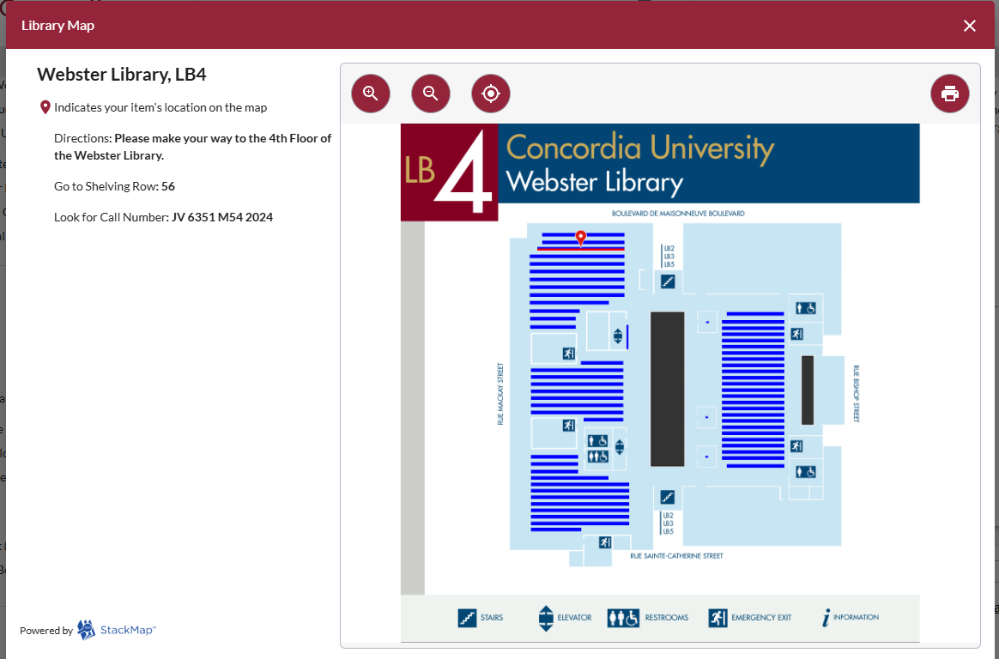 Library Map
Webster Library, LB4
Indicates your item's location on the map
Directions: Please make your way to the 4th Floor of
the Webster Library.
Go to Shelving Row: 56
Look for Call Number: JV 6351 M54 2024
Powered by StackMap™
LB 4
Concordia University
Webster Library
BOULEVARD DE MAISONNEUVE BOULEVARD
LB2
LB3
LB5
RUE MACKAY STREET
RUE BISHOP STREET
LB2
LB3
LB5
RUE SAINTE-CATHERINE STREET
STAIRS
ELEVATOR
RESTROOMS
EMERGENCY EXIT
INFORMATION